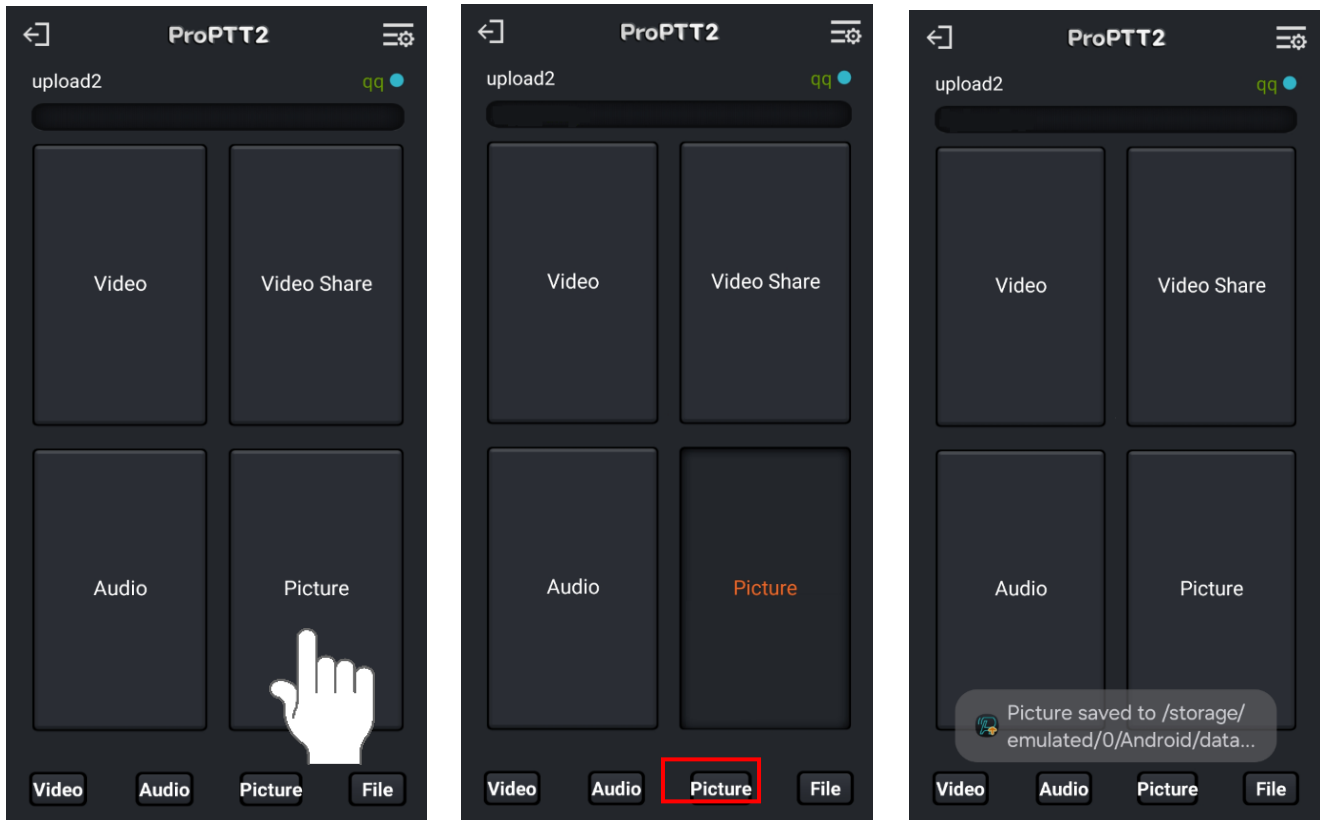 ProPTT2
upload2 qq
Video Video Share
Audio Picture
Video Audio Picture File
ProPTT2
upload2 qq
Video Video Share
Audio Picture
Video Audio Picture File
ProPTT2
upload2 qq
Video Video Share
Audio Picture
Picture saved to /storage/
emulated/0/Android/data...
Video Audio Picture File